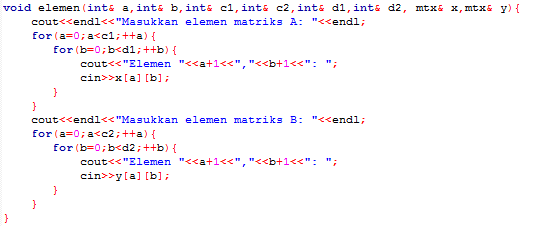 void elemen(int& a,int& b,int& c1,int& c2,int& d1,int& d2, mtx& x,mtx& y){
    cout<<endl<<"Masukkan elemen matriks A: "<<endl;
    for(a=0;a<c1;++a){
       for(b=0;b<d1;++b){
           cout<<"Elemen "<<a+1<<","<<b+1<<": ";
           cin>>x[a][b];
       }
    }
    cout<<endl<<"Masukkan elemen matriks B: "<<endl;
    for(a=0;a<c2;++a){
       for(b=0;b<d2;++b){
           cout<<"Elemen "<<a+1<<","<<b+1<<": ";
           cin>>y[a][b];
       }
    }
}